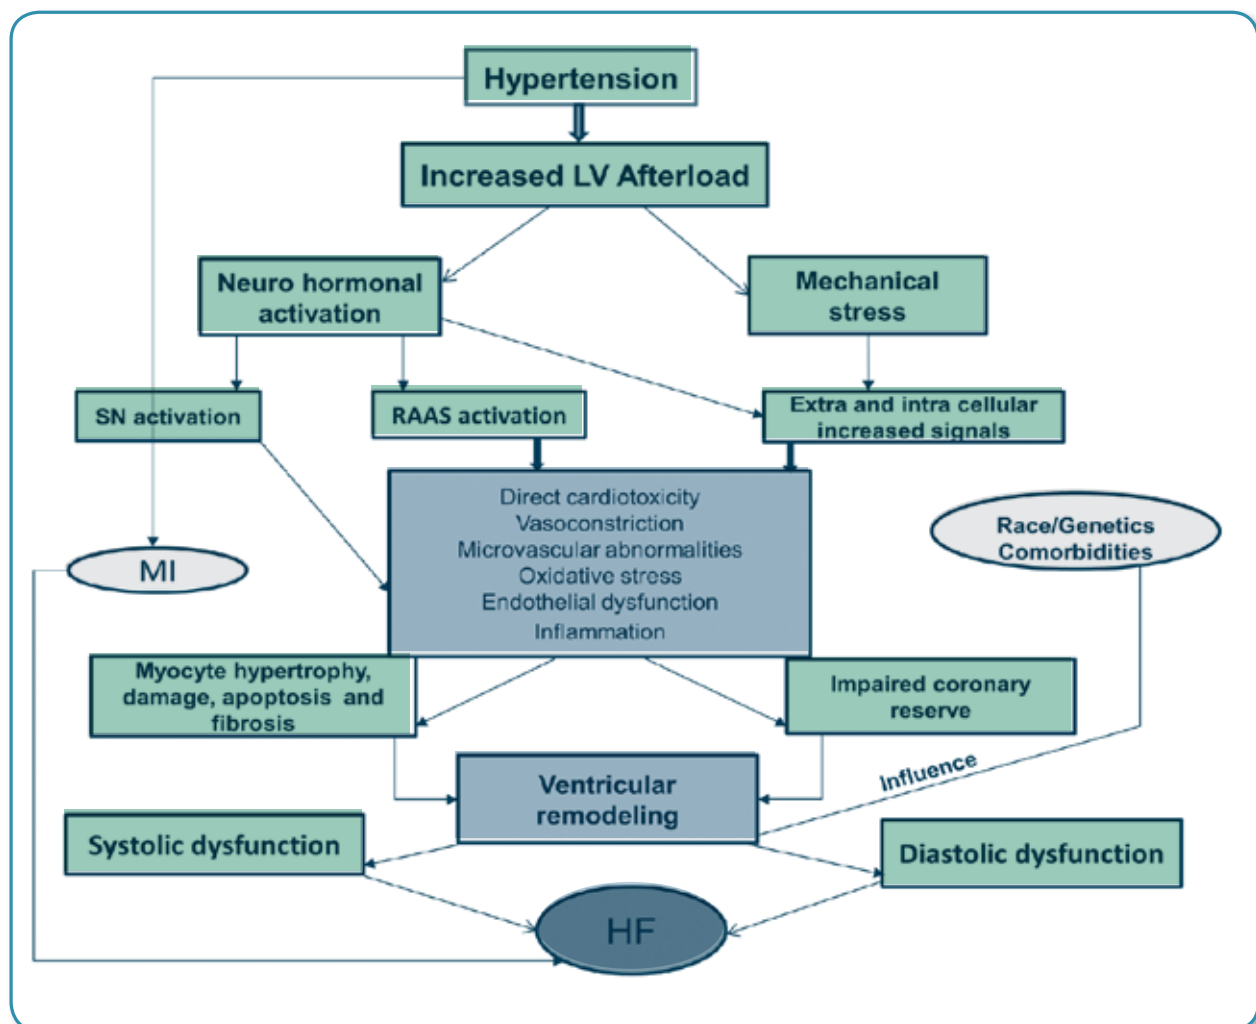 Hypertension
Increased LV Afterload
Neuro hormonal
activation
Mechanical
stress
SN activation
RAAS activation
Extra and intra cellular
increased signals
Direct cardiotoxicity
Vasoconstriction
Microvascular abnormalities
Oxidative stress
Endothelial dysfunction
Inflammation
Race/Genetics
Comorbidities
MI
Myocyte hypertrophy,
damage, apoptosis and
fibrosis
Impaired coronary
reserve
Influence
Ventricular
remodeling
Systolic dysfunction
Diastolic dysfunction
HF